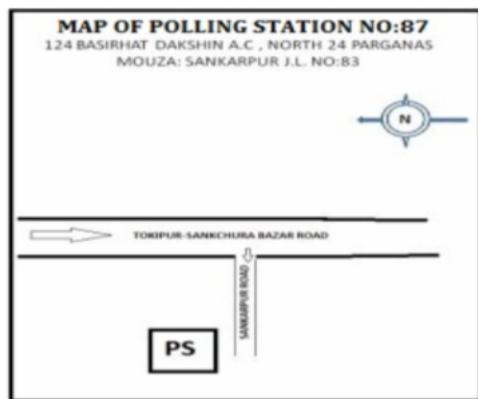 MAP OF POLLING STATION NO:87
124 BASIRHAT DAKSHIN A.C , NORTH 24 PARGANAS
MOUZA: SANKARPUR J.L. NO:83
N
TOKIPUR-SANKCHURA BAZAR ROAD
SANKARPUR ROAD
PS